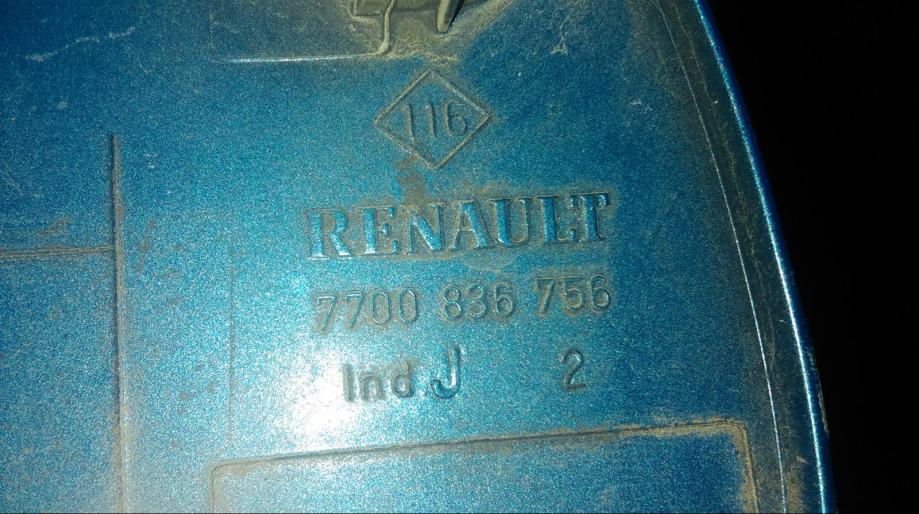 116
RENAULT
7700 836 756
Ind.J 2